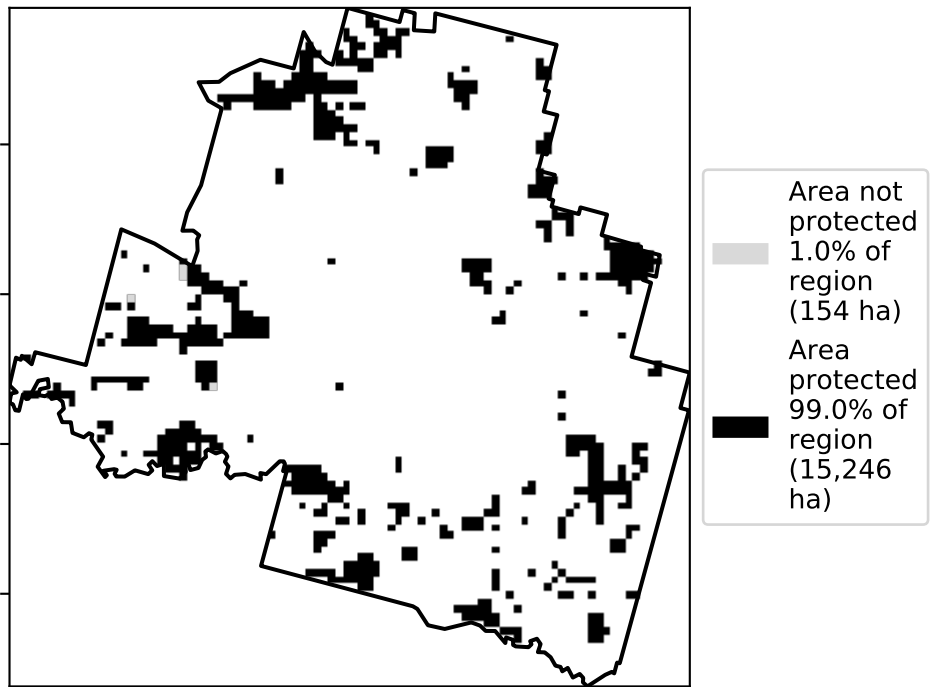 Area not
protected
1.0% of
region
(154 ha)
Area
protected
99.0% of
region
(15,246
ha)